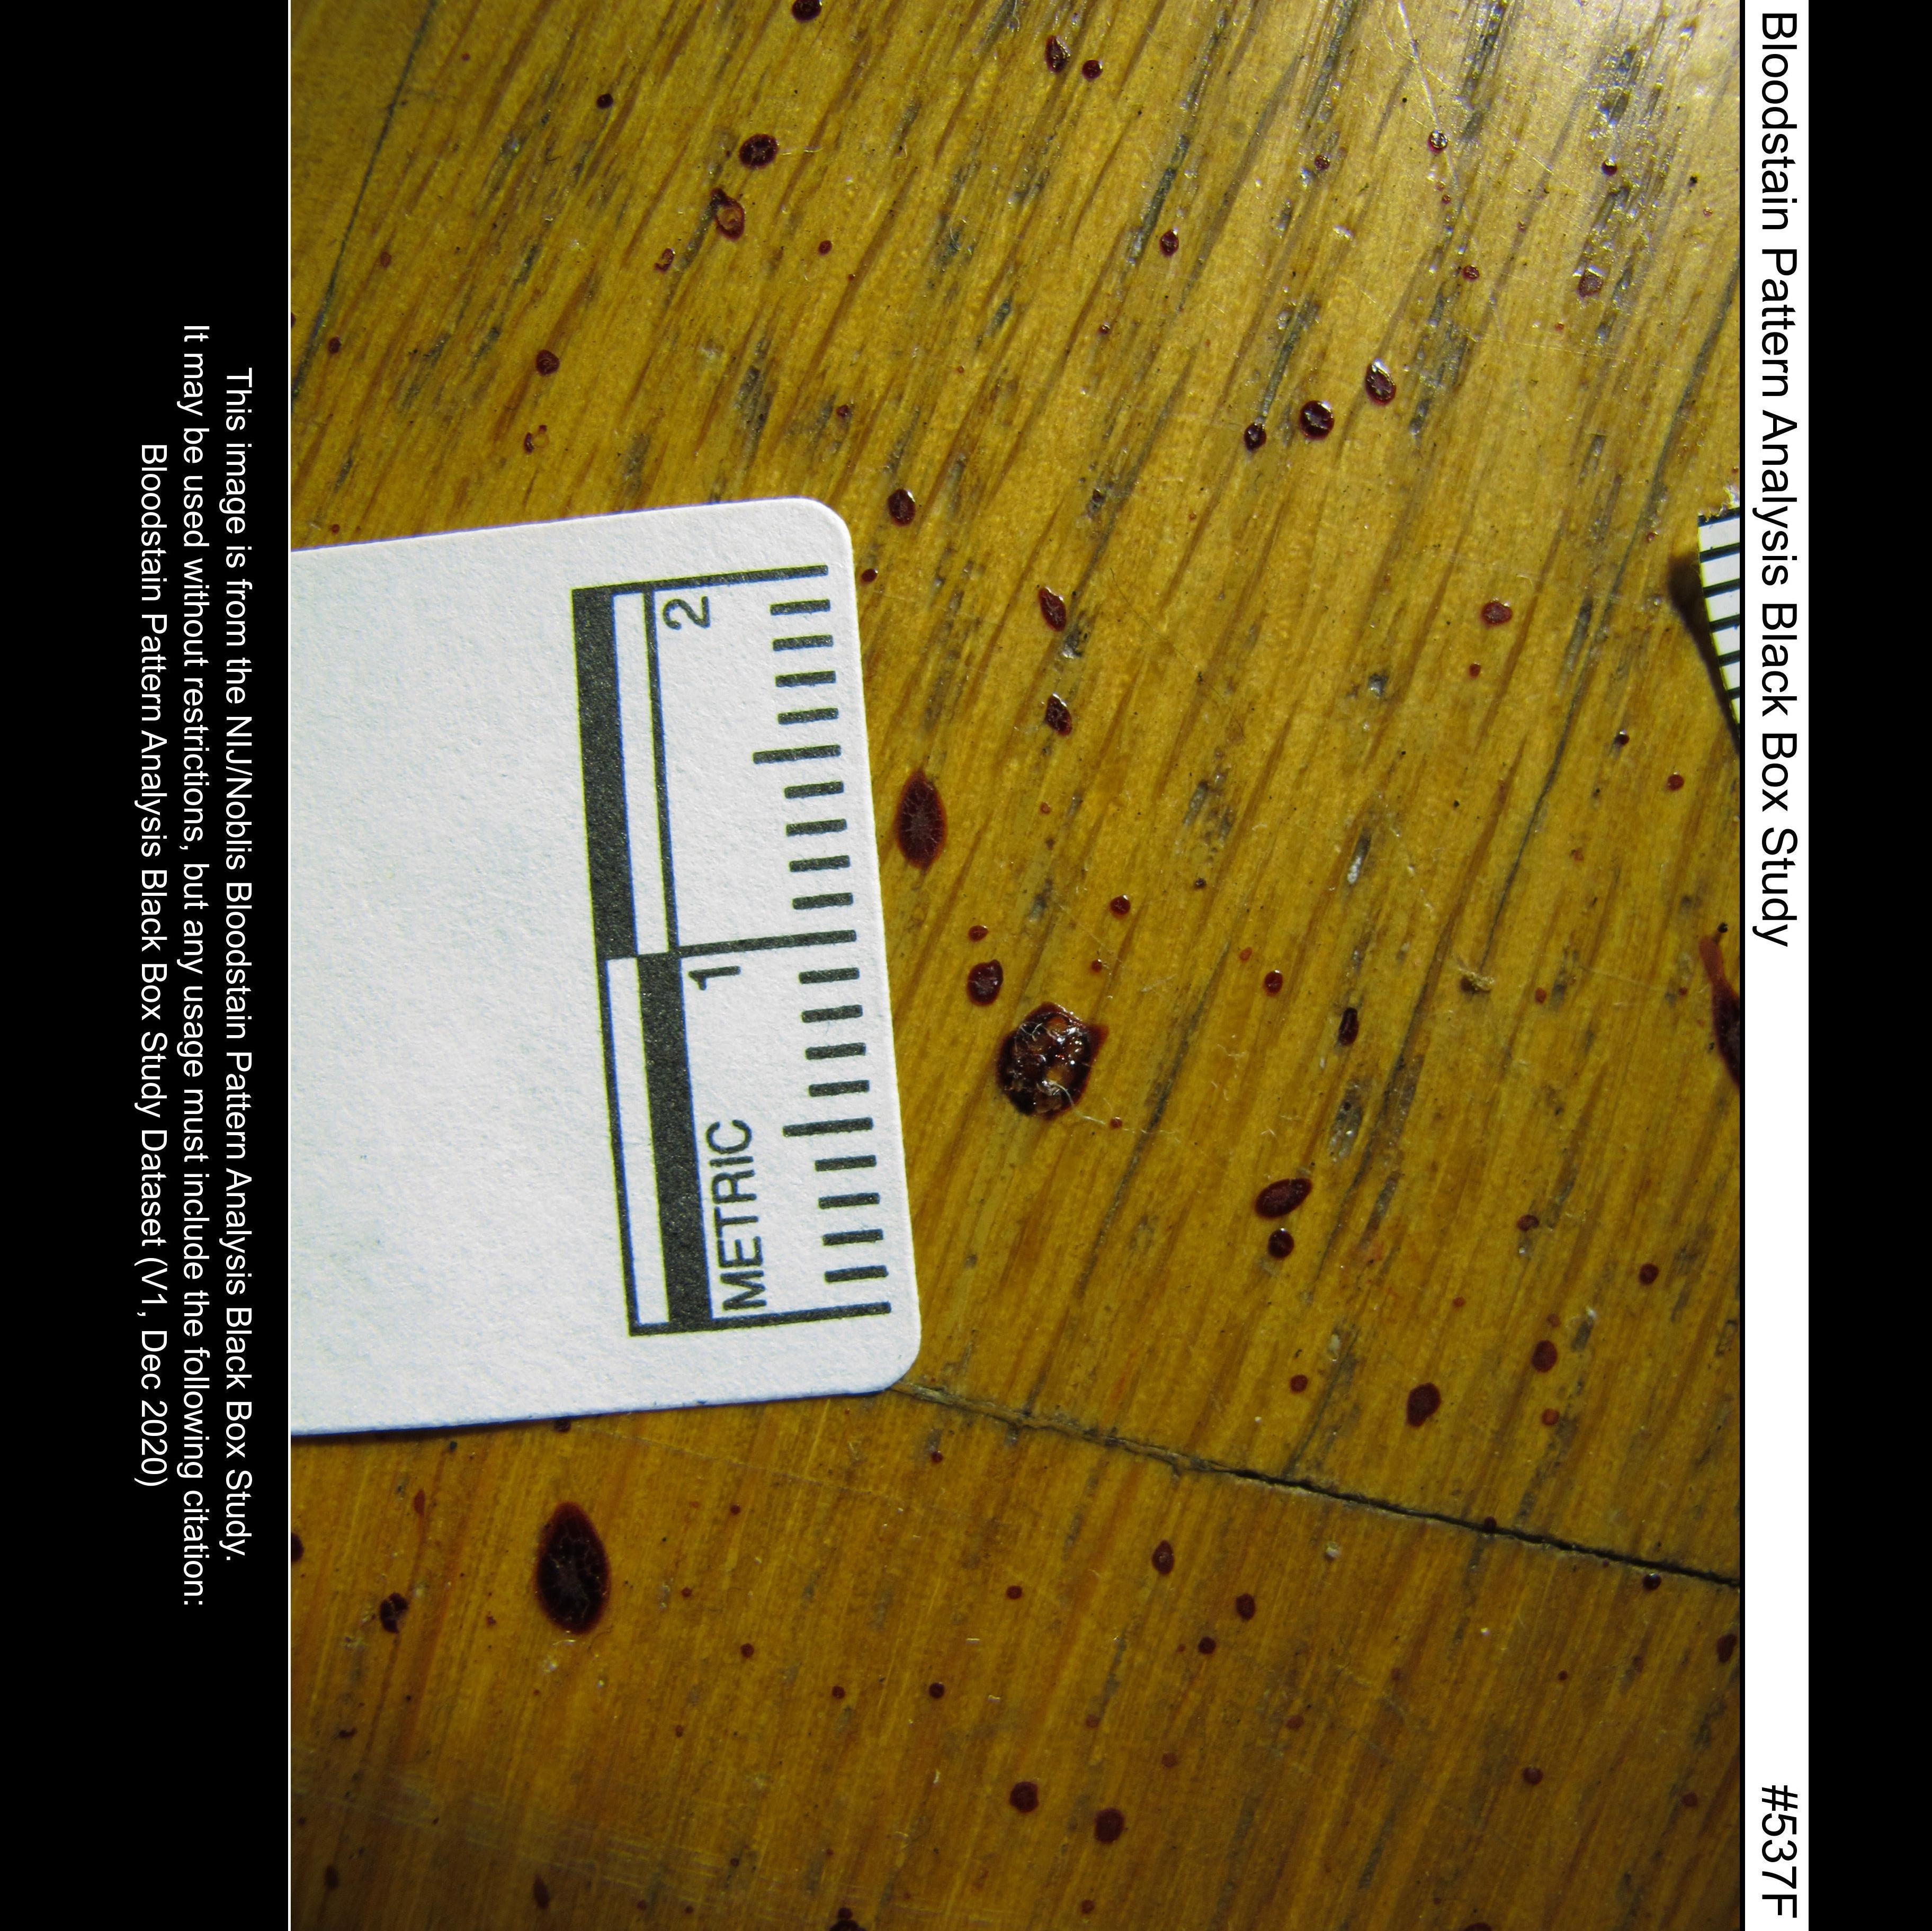 Bloodstain Pattern Analysis Black Box Study #537F
2
1
METRIC
This image is from the NIJ/Noblis Bloodstain Pattern Analysis Black Box Study.
It may be used without restrictions, but any usage must include the following citation:
Bloodstain Pattern Analysis Black Box Study Dataset (V1, Dec 2020)